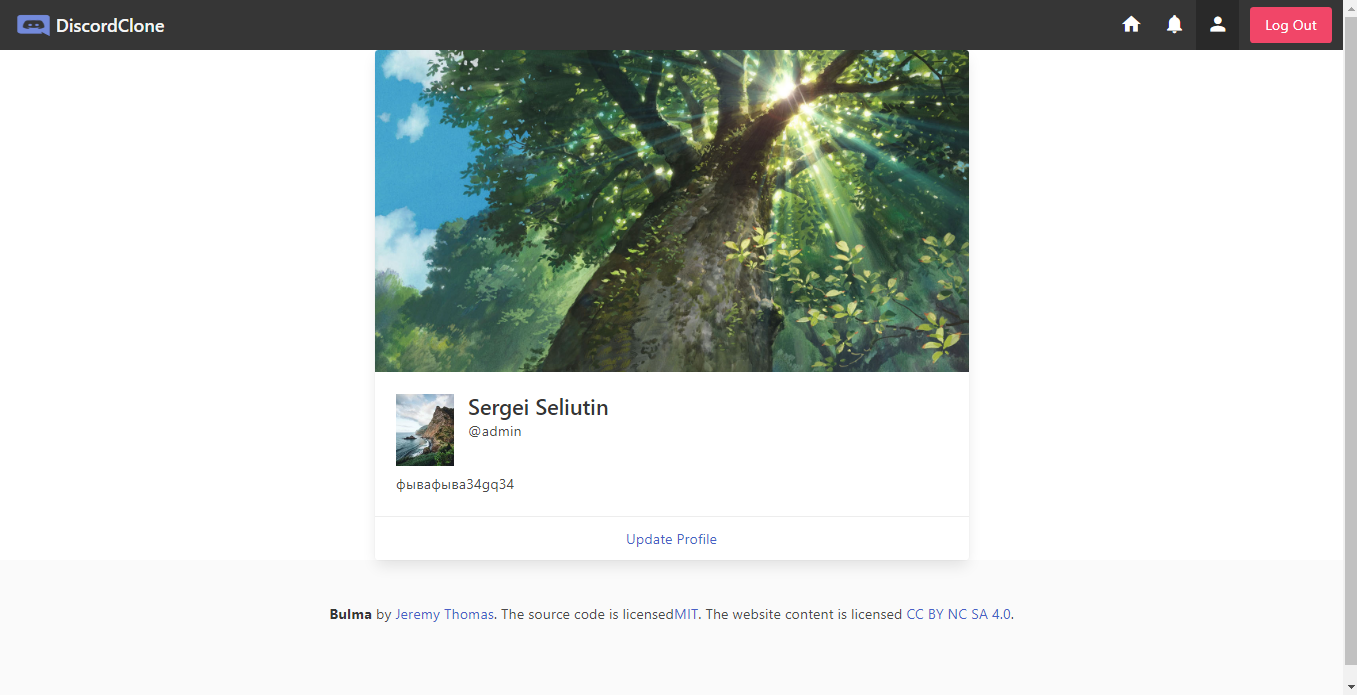 DiscordClone
Log Out
Sergei Seliutin
@admin
фывафыва34gq34
Update Profile
Bulma by Jeremy Thomas. The source code is licensedMIT. The website content is licensed CC BY NC SA 4.0.